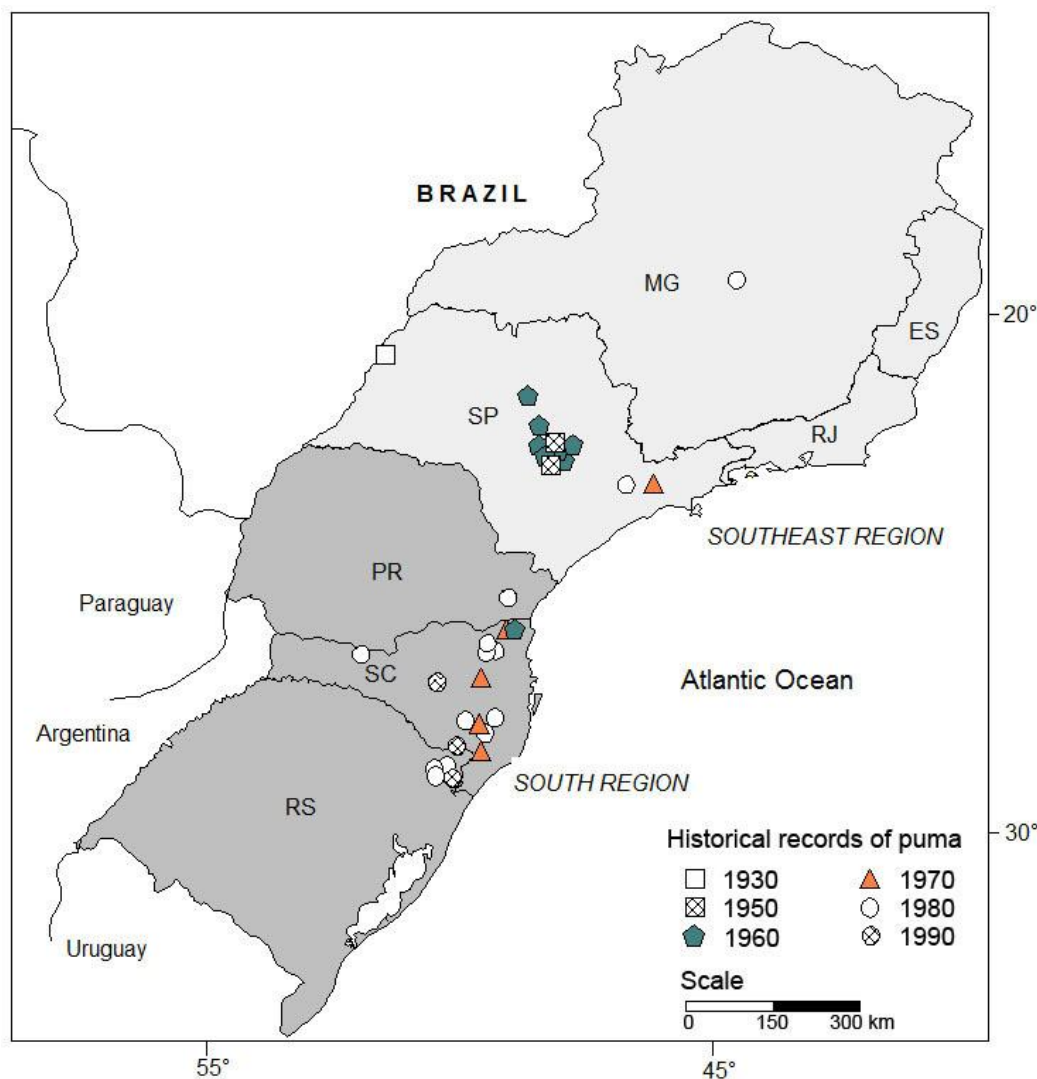 BRAZIL
MG
20°
ES
SP
RJ
SOUTHEAST REGION
PR
Paraguay
SC
Atlantic Ocean
Argentina
SOUTH REGION
RS
30°
Historical records of puma
1930
1970
1950
1980
1960
1990
Uruguay
Scale
0 150 300 km
55°
45°